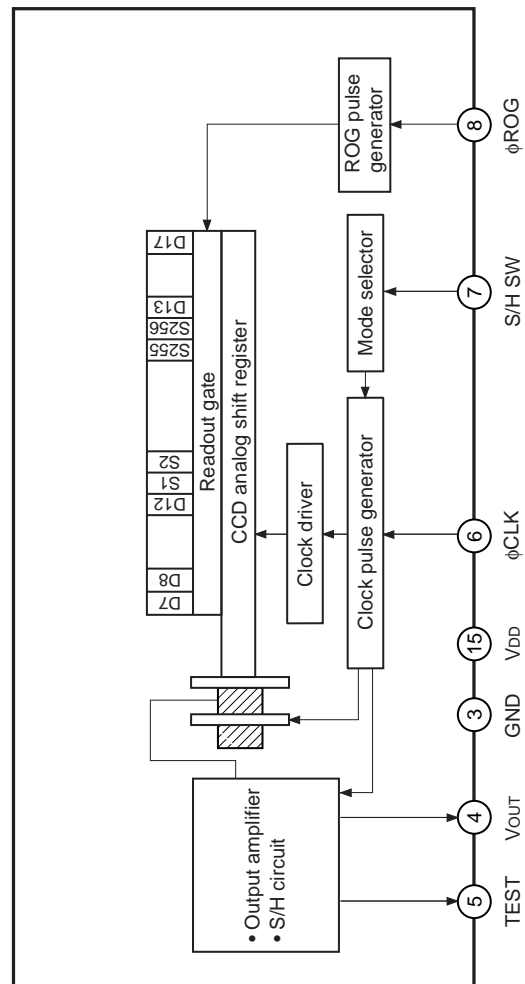 D17
D13
S256
S255
S2
S1
D12
D8
D7
Readout gate
CCD analog shift register
ROG pulse
generator
Mode selector
Clock driver
Clock pulse generator
• Output amplifier
• S/H circuit
8
φROG
7
S/H SW
6
φCLK
15
VDD
3
GND
4
VOUT
5
TEST